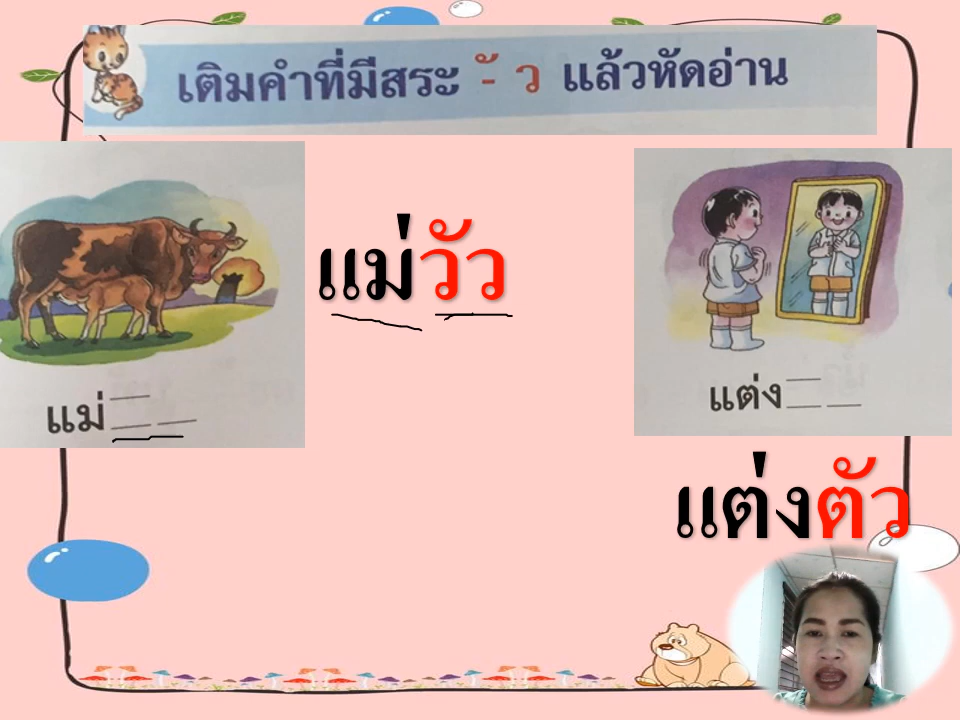 เติมคำที่มีสระ -ั ว แล้วหัดอ่าน
แม่วัว
แม่
แต่ง
แต่งตัว